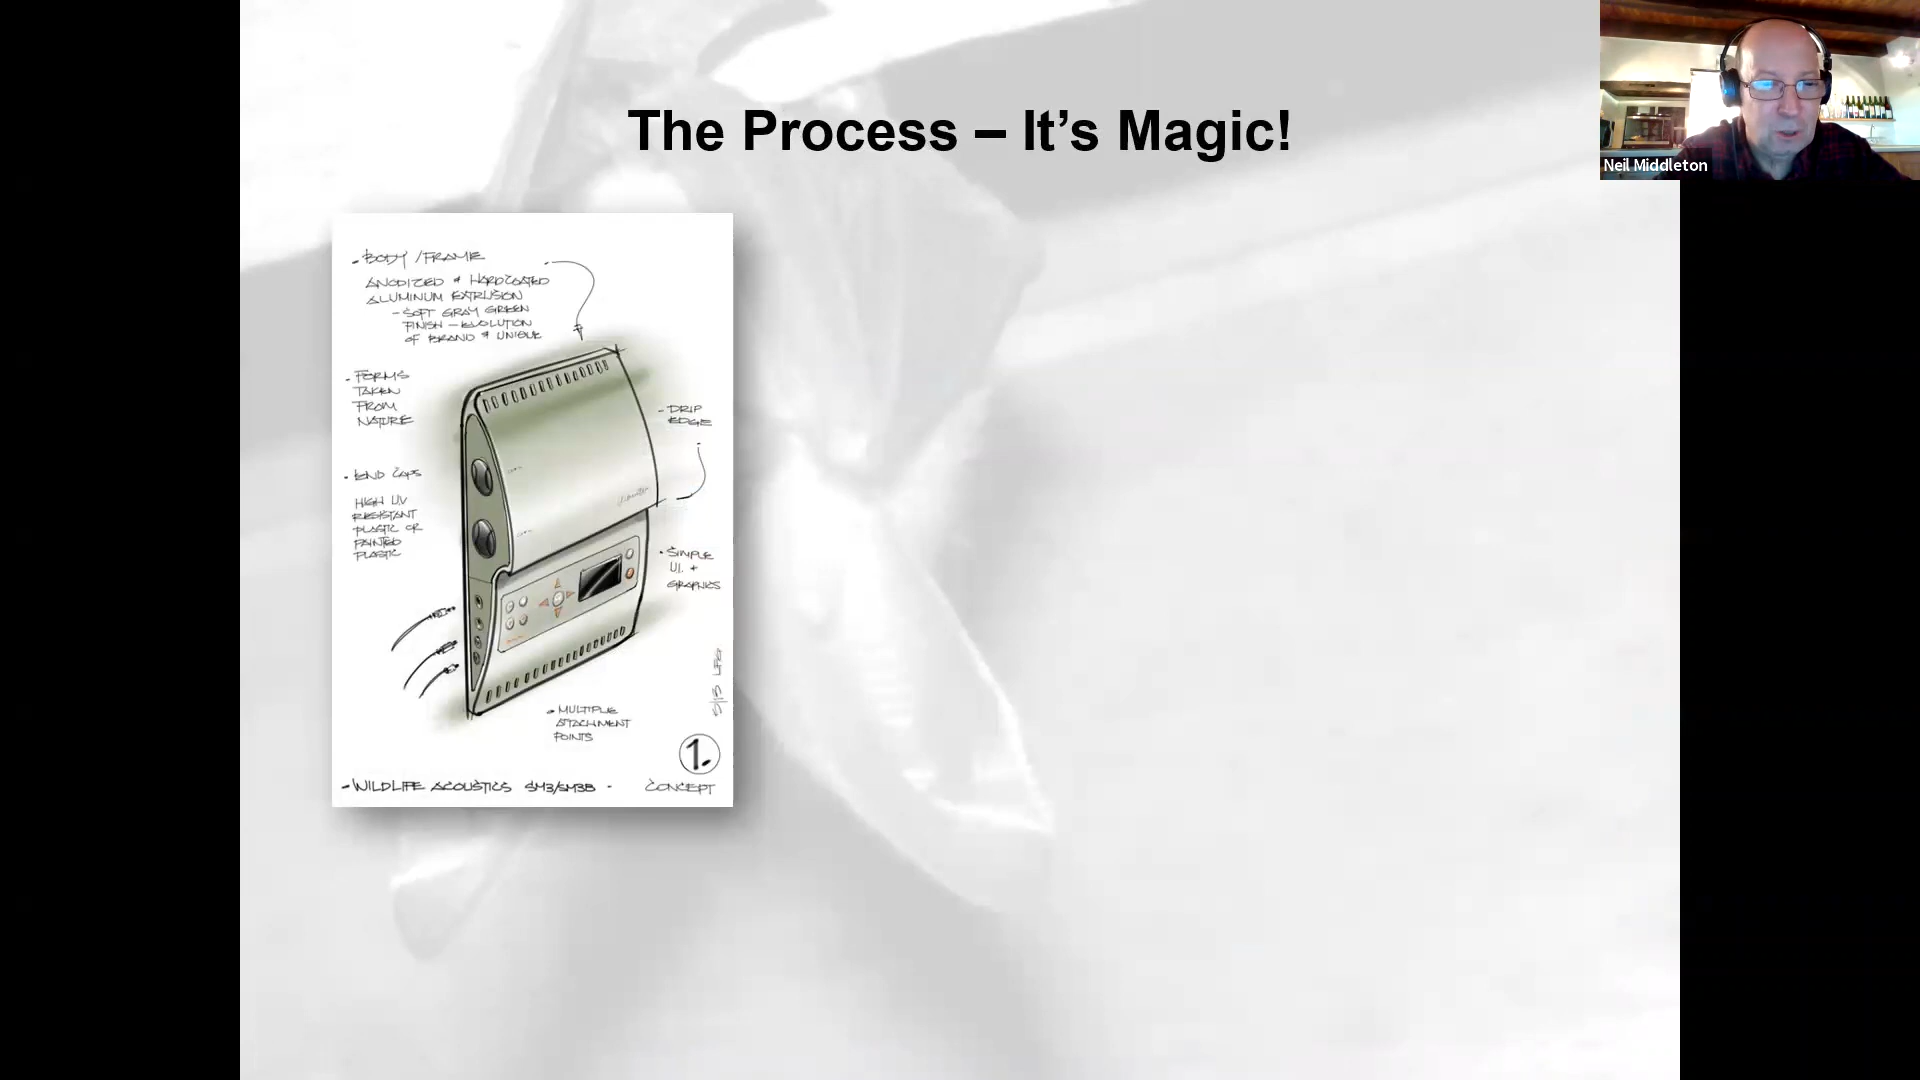 The Process – It's Magic!
Neil Middleton
- BODY / FRAME
ANODIZED & HARDCOATED
ALUMINUM EXTRUSION
- SOFT GRAY GREEN
FINISH - EVOLUTION
OF BRAND & UNIQUE
- FORMS
TAKEN
FROM
NATURE
- DRIP
EDGE
- END CAPS
HIGH UV
RESISTANT
PLASTIC OR
PAINTED
PLASTIC
- SIMPLE
U.I. +
GRAPHICS
- MULTIPLE
ATTACHMENT
POINTS
1.
- WILDLIFE ACOUSTICS SM3/SM3B -
CONCEPT